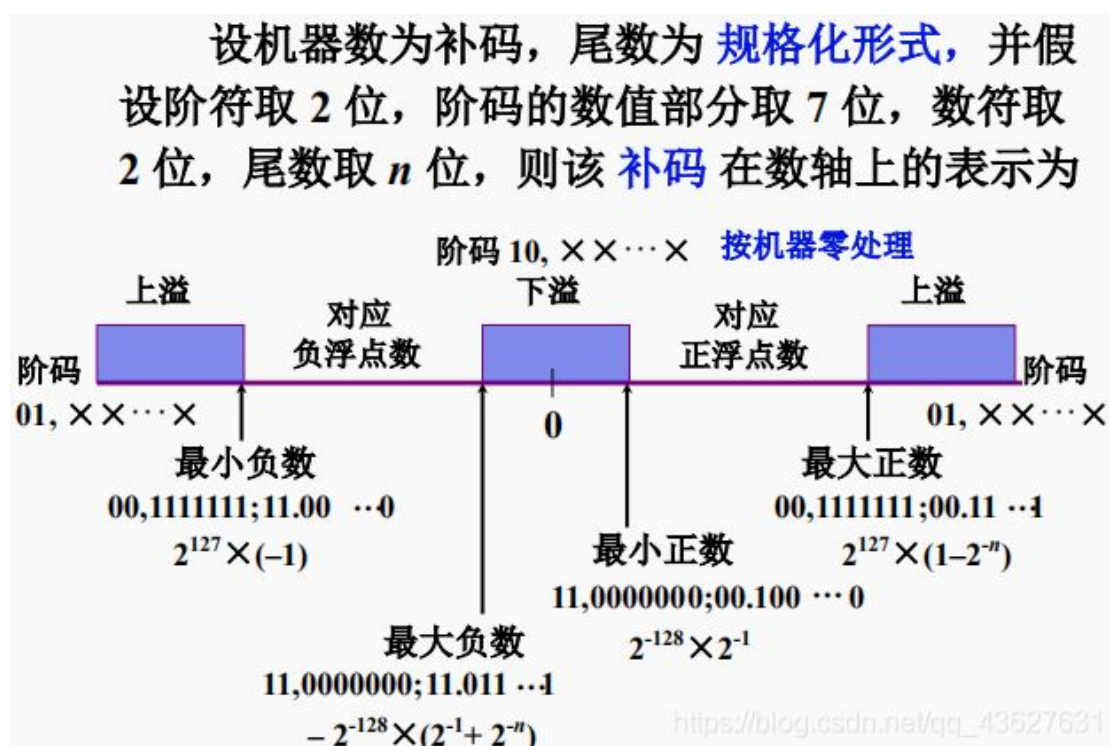 设机器数为补码，尾数为 规格化形式，并假
设阶符取 2 位，阶码的数值部分取 7 位，数符取
2 位，尾数取 n 位，则该 补码 在数轴上的表示为
阶码 10, ××···× 按机器零处理
上溢 下溢 上溢
对应 对应
负浮点数 正浮点数
阶码 阶码
01, ××···× 0 01, ××···×
最小负数 最大正数
00,1111111;11.00 ···0 00,1111111;00.11 ···1
2¹²⁷×(–1) 2¹²⁷×(1–2⁻ⁿ)
最小正数
11,0000000;00.100 ··· 0
2⁻¹²⁸×2⁻¹
最大负数
11,0000000;11.011 ···1
– 2⁻¹²⁸×(2⁻¹+ 2⁻ⁿ)
https://blog.csdn.net/qq_43627631